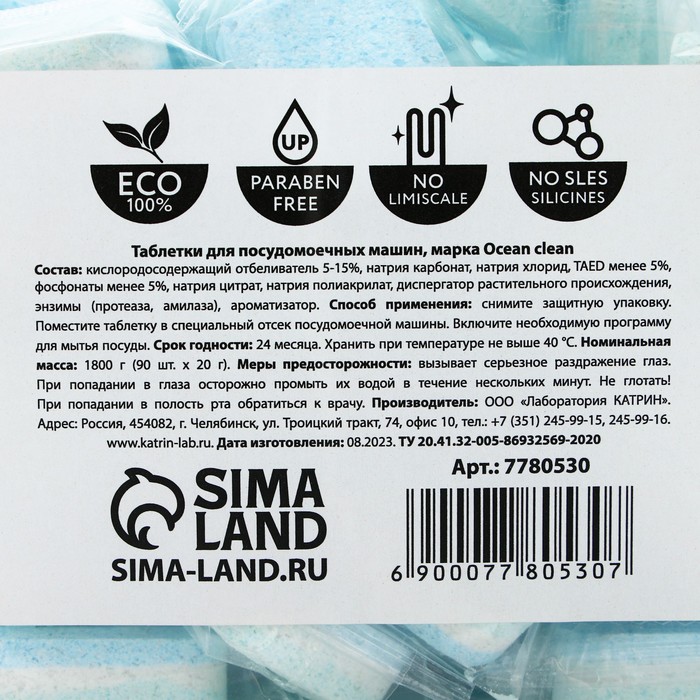 ECO
100%
UP
PARABEN
FREE
NO
LIMISCALE
NO SLES
SILICINES
Таблетки для посудомоечных машин, марка Ocean clean
Состав: кислородосодержащий отбеливатель 5-15%, натрия карбонат, натрия хлорид, TAED менее 5%,
фосфонаты менее 5%, натрия цитрат, натрия полиакрилат, диспергатор растительного происхождения,
энзимы (протеаза, амилаза), ароматизатор. Способ применения: снимите защитную упаковку.
Поместите таблетку в специальный отсек посудомоечной машины. Включите необходимую программу
для мытья посуды. Срок годности: 24 месяца. Хранить при температуре не выше 40 °С. Номинальная
масса: 1800 г (90 шт. х 20 г). Меры предосторожности: вызывает серьезное раздражение глаз.
При попадании в глаза осторожно промыть их водой в течение нескольких минут. Не глотать!
При попадании в полость рта обратиться к врачу. Производитель: ООО «Лаборатория КАТРИН».
Адрес: Россия, 454082, г. Челябинск, ул. Троицкий тракт, 74, офис 10, тел.: +7 (351) 245-99-15, 245-99-16.
www.katrin-lab.ru. Дата изготовления: 08.2023. ТУ 20.41.32-005-86932569-2020
Арт.: 7780530
SIMA
LAND
SIMA-LAND.RU
6 900077 805307